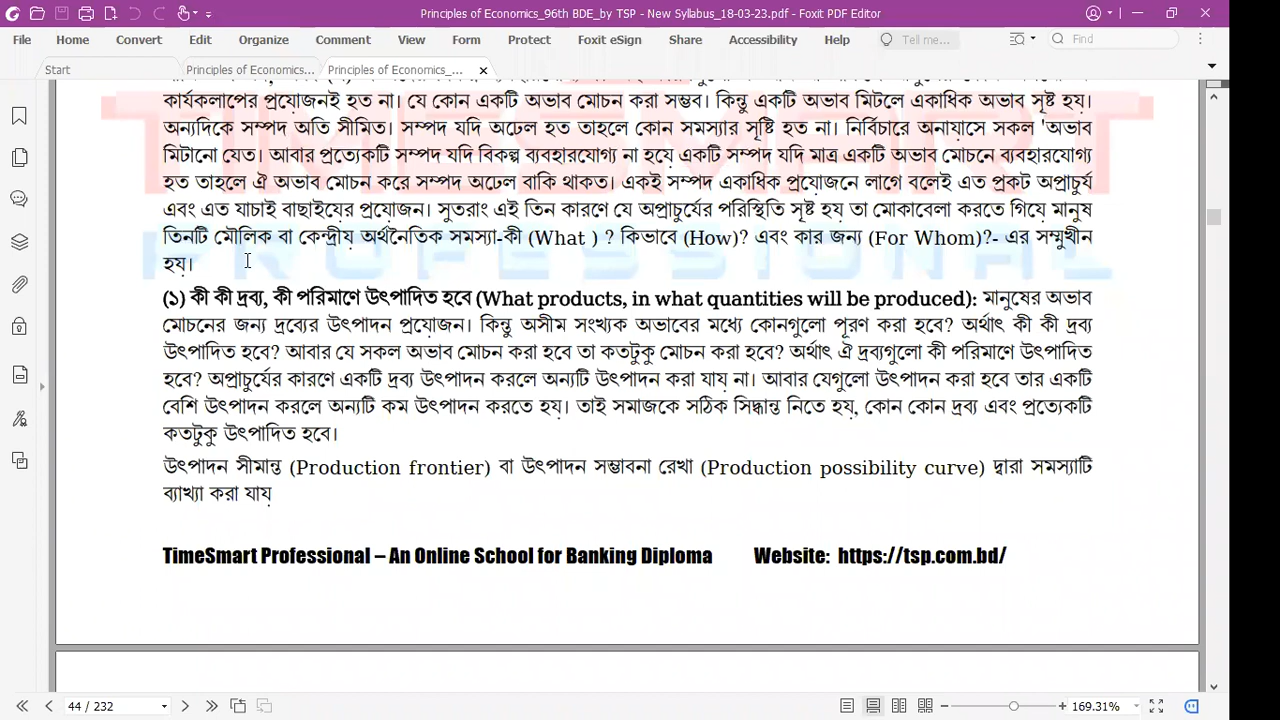 Principles of Economics_96th BDE_by TSP - New Syllabus_18-03-23.pdf - Foxit PDF Editor
File Home Convert Edit Organize Comment View Form Protect Foxit eSign Share Accessibility Help Tell me... Find
Start Principles of Economics... Principles of Economics_...
কার্যকলাপের প্রয়োজনই হত না। যে কোন একটি অভাব মোচন করা সম্ভব। কিন্তু একটি অভাব মিটলে একাধিক অভাব সৃষ্ট হয়।
অন্যদিকে সম্পদ অতি সীমিত। সম্পদ যদি অঢেল হত তাহলে কোন সমস্যার সৃষ্টি হত না। নির্বিচারে অনায়াসে সকল 'অভাব
মিটানো যেত। আবার প্রত্যেকটি সম্পদ যদি বিকল্প ব্যবহারযোগ্য না হয়ে একটি সম্পদ যদি মাত্র একটি অভাব মোচনে ব্যবহারযোগ্য
হত তাহলে ঐ অভাব মোচন করে সম্পদ অঢেল বাকি থাকত। একই সম্পদ একাধিক প্রয়োজনে লাগে বলেই এত প্রকট অপ্রাচুর্য
এবং এত যাচাই বাছাইয়ের প্রয়োজন। সুতরাং এই তিন কারণে যে অপ্রাচুর্যের পরিস্থিতি সৃষ্ট হয় তা মোকাবেলা করতে গিয়ে মানুষ
তিনটি মৌলিক বা কেন্দ্রীয় অর্থনৈতিক সমস্যা-কী (What ) ? কিভাবে (How)? এবং কার জন্য (For Whom)?- এর সম্মুখীন
হয়।
(১) কী কী দ্রব্য, কী পরিমাণে উৎপাদিত হবে (What products, in what quantities will be produced): মানুষের অভাব
মোচনের জন্য দ্রব্যের উৎপাদন প্রয়োজন। কিন্তু অসীম সংখ্যক অভাবের মধ্যে কোনগুলো পূরণ করা হবে? অর্থাৎ কী কী দ্রব্য
উৎপাদিত হবে? আবার যে সকল অভাব মোচন করা হবে তা কতটুকু মোচন করা হবে? অর্থাৎ ঐ দ্রব্যগুলো কী পরিমাণে উৎপাদিত
হবে? অপ্রাচুর্যের কারণে একটি দ্রব্য উৎপাদন করলে অন্যটি উৎপাদন করা যায় না। আবার যেগুলো উৎপাদন করা হবে তার একটি
বেশি উৎপাদন করলে অন্যটি কম উৎপাদন করতে হয়। তাই সমাজকে সঠিক সিদ্ধান্ত নিতে হয়, কোন কোন দ্রব্য এবং প্রত্যেকটি
কতটুকু উৎপাদিত হবে।
উৎপাদন সীমান্ত (Production frontier) বা উৎপাদন সম্ভাবনা রেখা (Production possibility curve) দ্বারা সমস্যাটি
ব্যাখ্যা করা যায়
TimeSmart Professional – An Online School for Banking Diploma Website: https://tsp.com.bd/
44 / 232 169.31%
TIMESMART
PROFESSIONAL